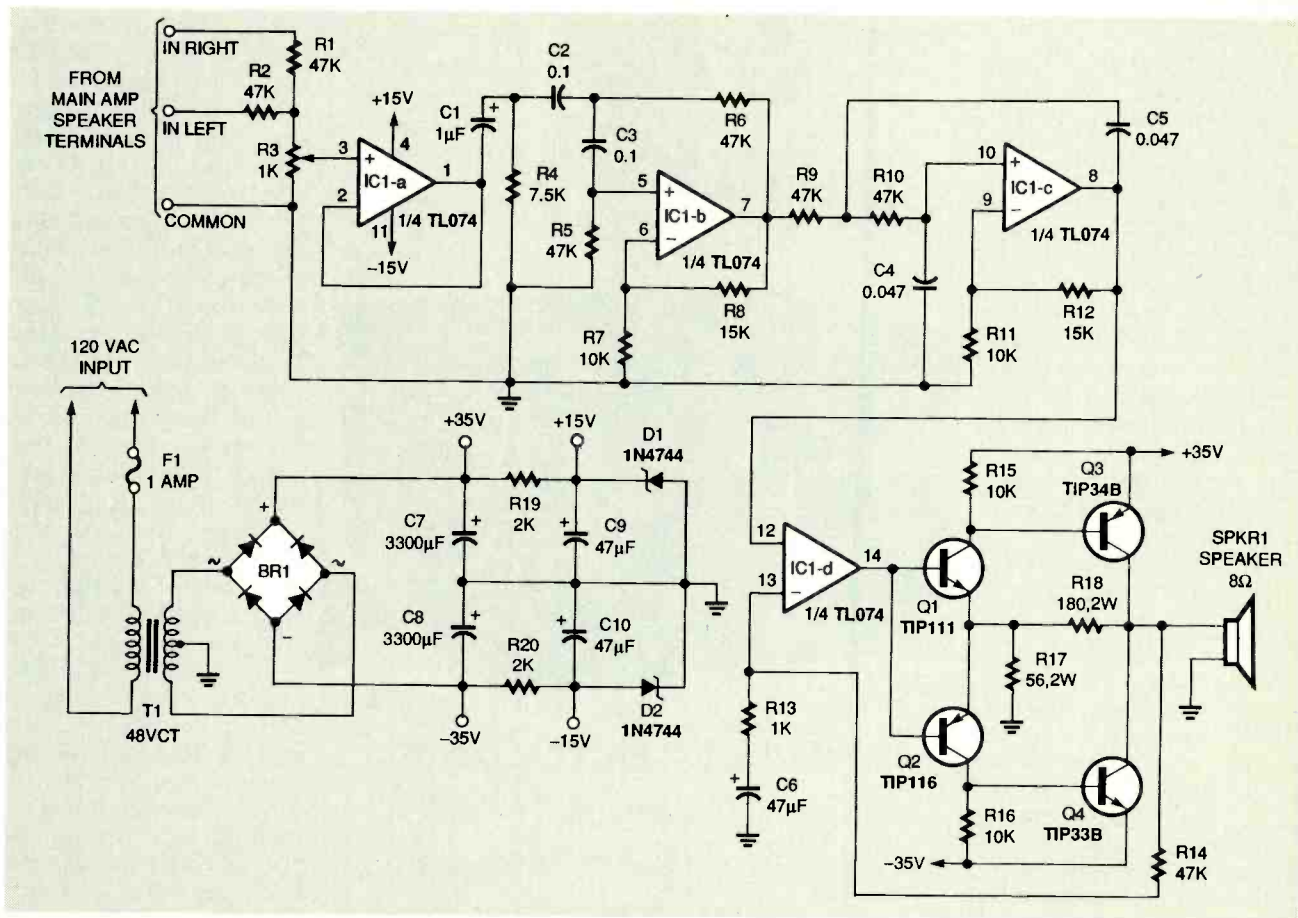 FROM
MAIN AMP
SPEAKER
TERMINALS
IN RIGHT
IN LEFT
COMMON
R1
47K
R2
47K
R3
1K
+15V
4
3
+
2
−
IC1-a
1
11
1/4 TL074
−15V
C1
1µF
+
C2
0.1
R4
7.5K
C3
0.1
R5
47K
R6
47K
5
+
6
−
IC1-b
7
1/4 TL074
R7
10K
R8
15K
R9
47K
R10
47K
C4
0.047
C5
0.047
10
+
9
−
IC1-c
8
1/4 TL074
R11
10K
R12
15K
120 VAC
INPUT
F1
1 AMP
T1
48VCT
+
~
BR1
~
−
+35V
+15V
D1
1N4744
R19
2K
C7
3300µF
+
C9
47µF
+
C8
3300µF
+
C10
47µF
+
R20
2K
D2
1N4744
−35V
−15V
12
+
13
−
IC1-d
14
1/4 TL074
R13
1K
C6
47µF
+
R15
10K
Q3
TIP34B
+35V
Q1
TIP111
R18
180,2W
R17
56,2W
SPKR1
SPEAKER
8Ω
Q2
TIP116
R16
10K
Q4
TIP33B
−35V
R14
47K